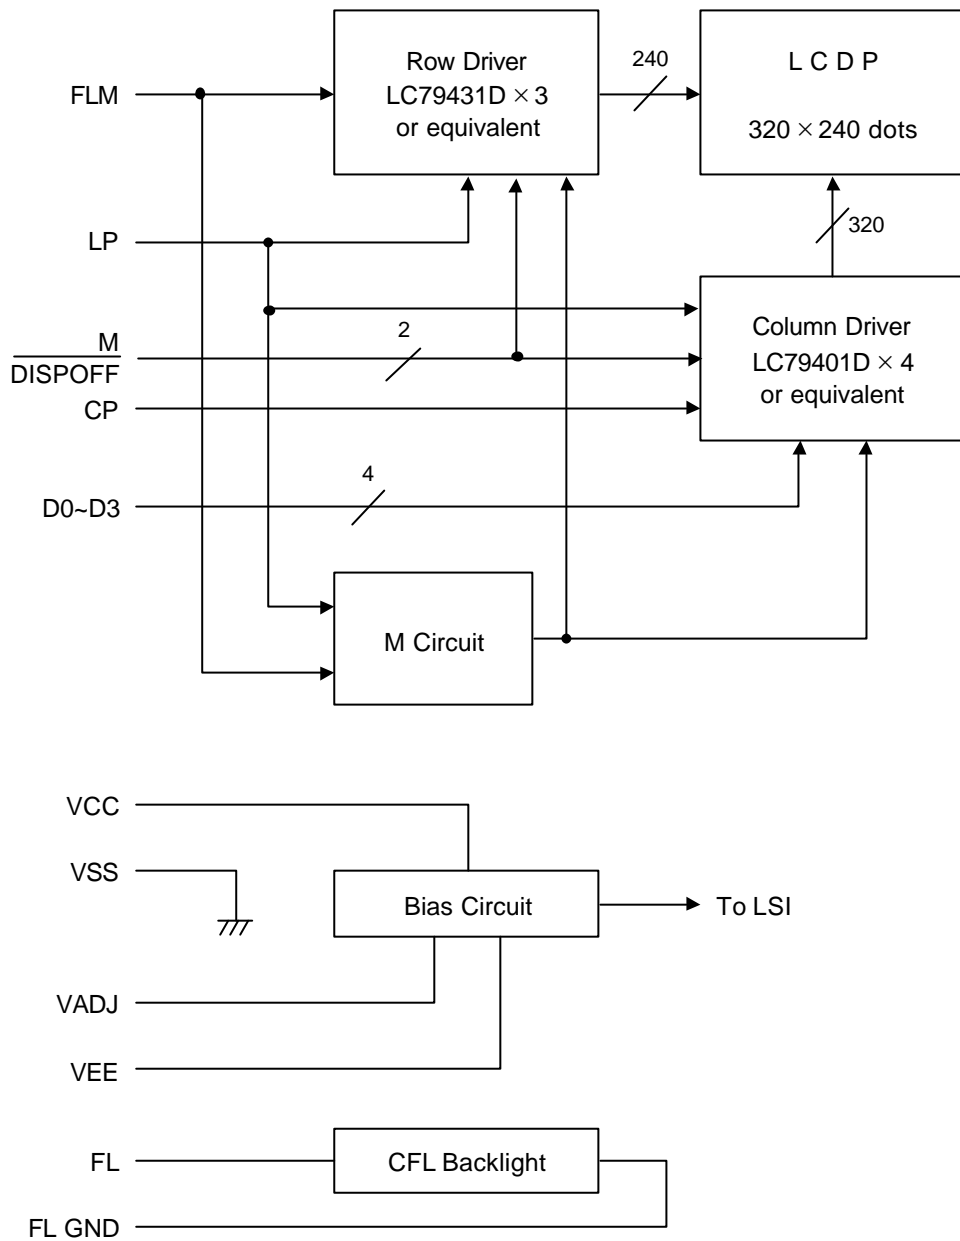 FLM
Row Driver
LC79431D × 3
or equivalent
240
L C D P
320 × 240 dots
LP
320
M
DISPOFF
2
CP
Column Driver
LC79401D × 4
or equivalent
D0~D3
4
M Circuit
VCC
VSS
Bias Circuit
To LSI
VADJ
VEE
FL
CFL Backlight
FL GND